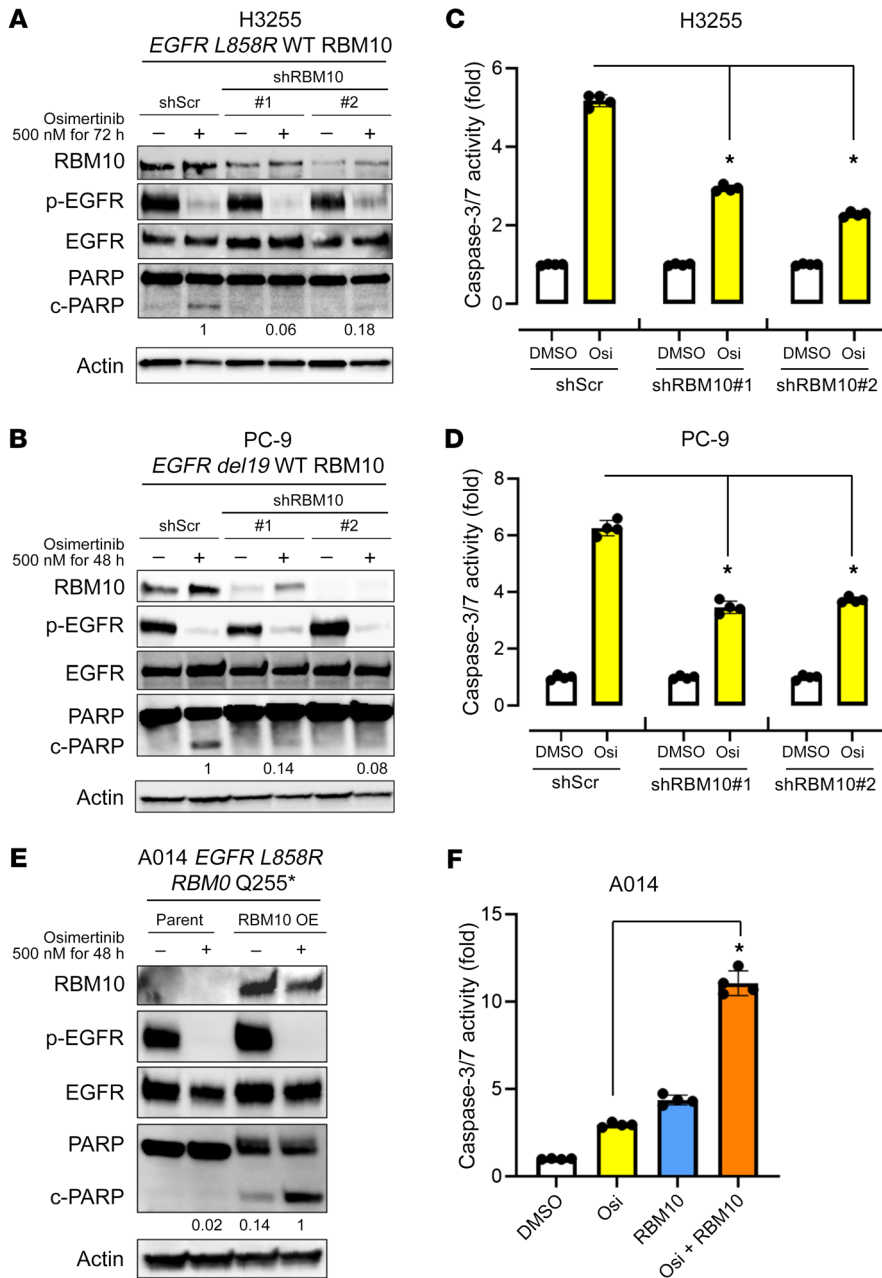 A
H3255
EGFR L858R WT RBM10
shRBM10
shScr #1 #2
Osimertinib
500 nM for 72 h – + – + – +
RBM10
p-EGFR
EGFR
PARP
c-PARP
1 0.06 0.18
Actin
C
H3255
Caspase-3/7 activity (fold)
6
4
2
0
* *
DMSO Osi DMSO Osi DMSO Osi
shScr shRBM10#1 shRBM10#2
B
PC-9
EGFR del19 WT RBM10
shRBM10
shScr #1 #2
Osimertinib
500 nM for 48 h – + – + – +
RBM10
p-EGFR
EGFR
PARP
c-PARP
1 0.14 0.08
Actin
D
PC-9
Caspase-3/7 activity (fold)
8
6
4
2
0
* *
DMSO Osi DMSO Osi DMSO Osi
shScr shRBM10#1 shRBM10#2
E
A014 EGFR L858R
RBM0 Q255*
Parent RBM10 OE
Osimertinib
500 nM for 48 h – + – +
RBM10
p-EGFR
EGFR
PARP
c-PARP
0.02 0.14 1
Actin
F
A014
Caspase-3/7 activity (fold)
15
10
5
0
*
DMSO Osi RBM10 Osi + RBM10